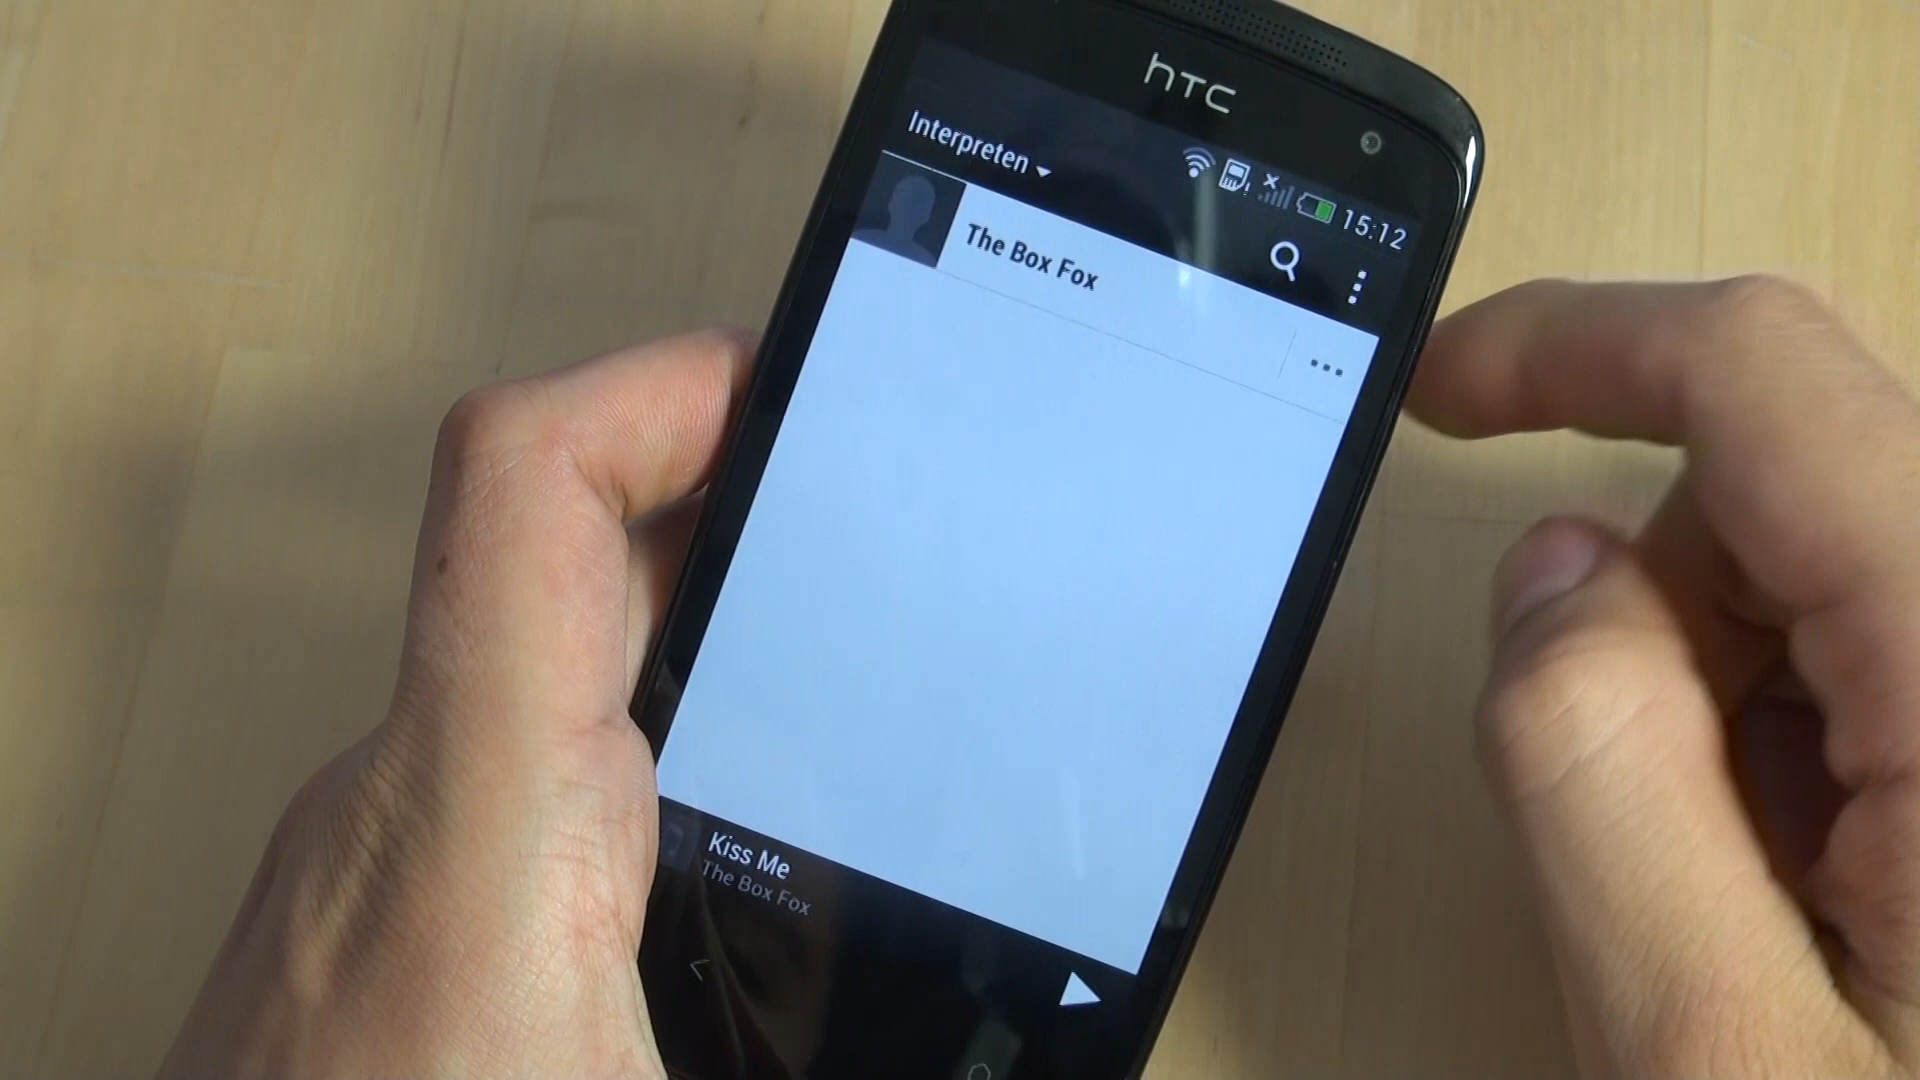 hTC
15:12
Interpreten
The Box Fox
Kiss Me
The Box Fox